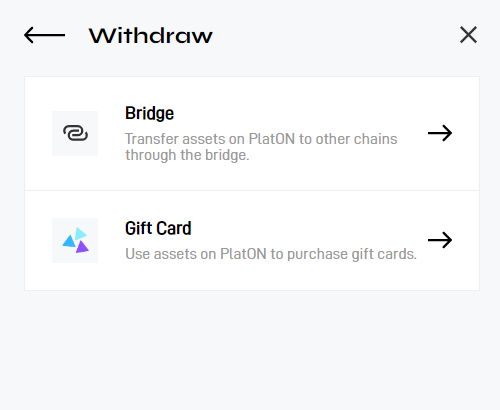 Withdraw
Bridge
Transfer assets on PlatON to other chains
through the bridge.
Gift Card
Use assets on PlatON to purchase gift cards.